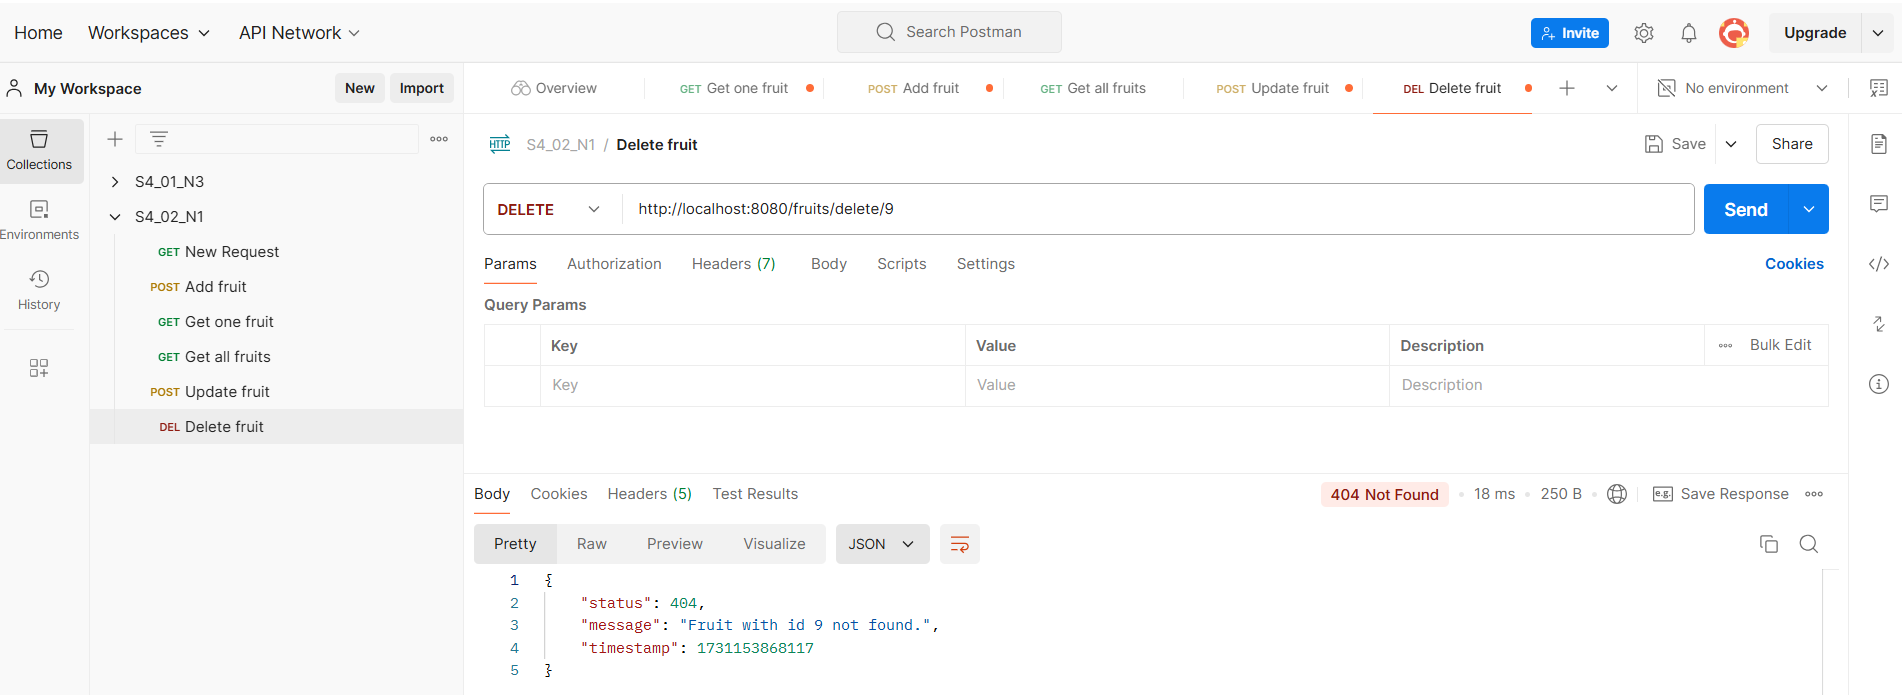 Home Workspaces API Network Search Postman Invite Upgrade
My Workspace New Import Overview GET Get one fruit POST Add fruit GET Get all fruits POST Update fruit DEL Delete fruit No environment
Collections
Environments
History
S4_01_N3
S4_02_N1
GET New Request
POST Add fruit
GET Get one fruit
GET Get all fruits
POST Update fruit
DEL Delete fruit
HTTP S4_02_N1 / Delete fruit Save Share
DELETE http://localhost:8080/fruits/delete/9 Send
Params Authorization Headers (7) Body Scripts Settings Cookies
Query Params
Key Value Description Bulk Edit
Key Value Description
Body Cookies Headers (5) Test Results 404 Not Found 18 ms 250 B e.g. Save Response
Pretty Raw Preview Visualize JSON
1 {
2 "status": 404,
3 "message": "Fruit with id 9 not found.",
4 "timestamp": 1731153868117
5 }